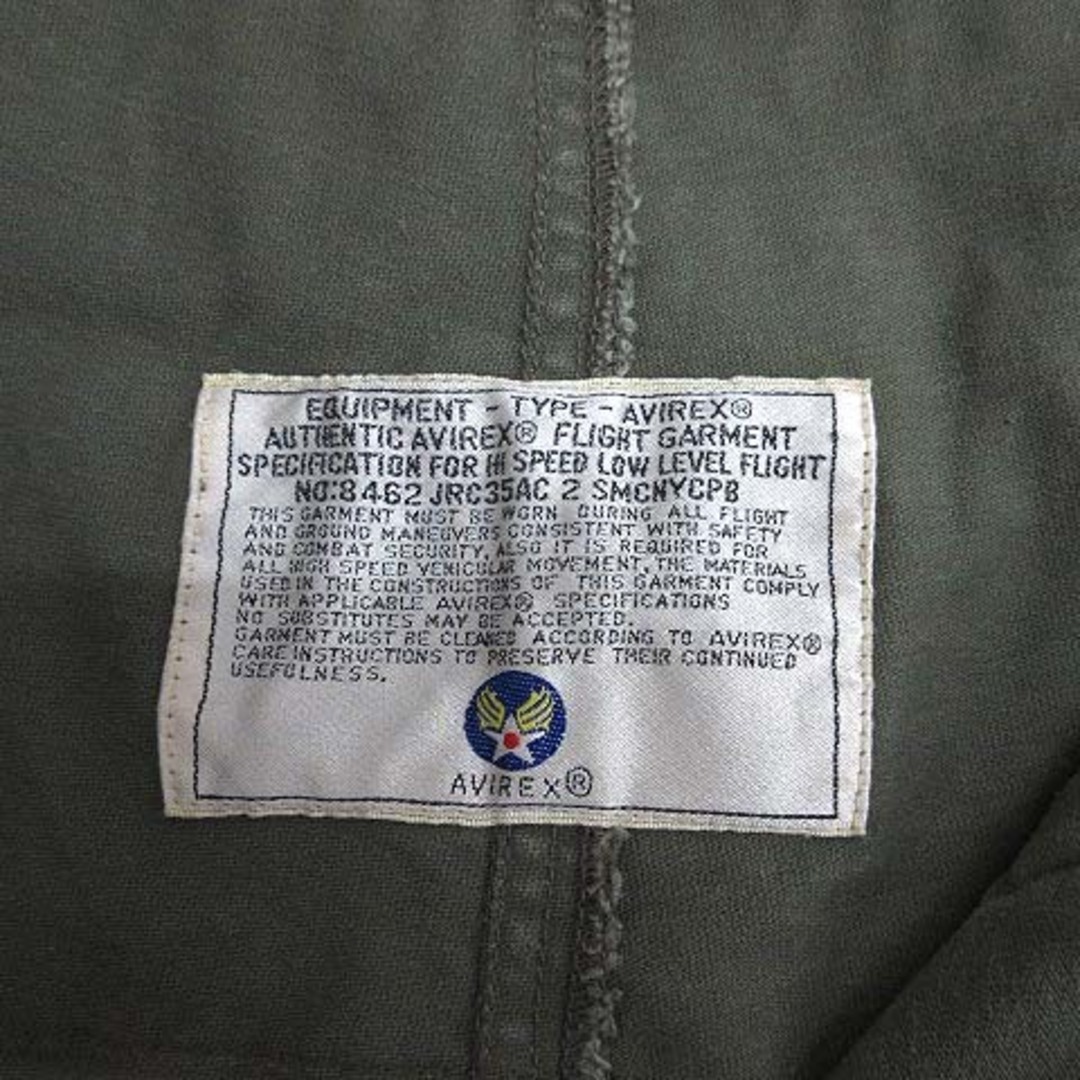 EQUIPMENT - TYPE - AVIREX®
AUTHENTIC AVIREX® FLIGHT GARMENT
SPECIFICATION FOR HI SPEED LOW LEVEL FLIGHT
NO:8462 JRC35AC 2 SMCNYCPB
THIS GARMENT MUST BE WORN DURING ALL FLIGHT
AND GROUND MANEUVERS CONSISTENT WITH SAFETY
AND COMBAT SECURITY, ALSO IT IS REQUIRED FOR
ALL HIGH SPEED VEHICULAR MOVEMENT, THE MATERIALS
USED IN THE CONSTRUCTIONS OF THIS GARMENT COMPLY
WITH APPLICABLE AVIREX® SPECIFICATIONS
NO SUBSTITUTES MAY BE ACCEPTED.
GARMENT MUST BE CLEANED ACCORDING TO AVIREX®
CARE INSTRUCTIONS TO PRESERVE THEIR CONTINUED
USEFULNESS.
AVIREX®